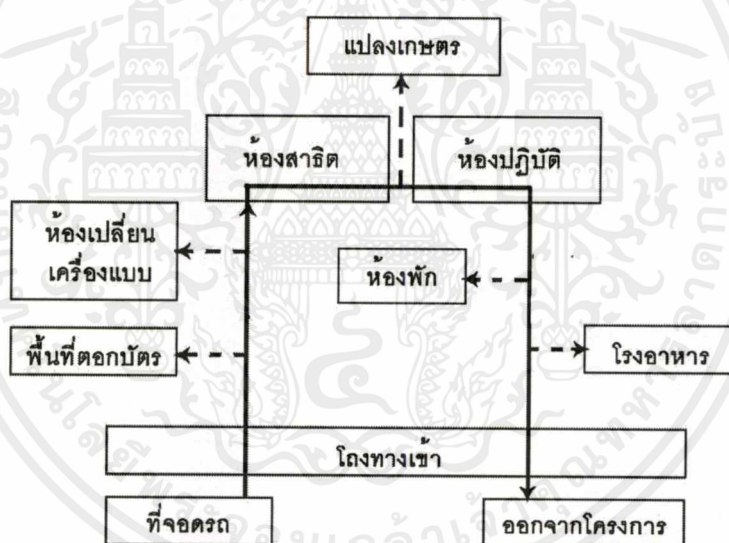 แปลงเกษตร
ห้องสาธิต
ห้องปฏิบัติ
ห้องเปลี่ยน
เครื่องแบบ
ห้องพัก
พื้นที่ตอกบัตร
โรงอาหาร
โถงทางเข้า
ที่จอดรถ
ออกจากโครงการ